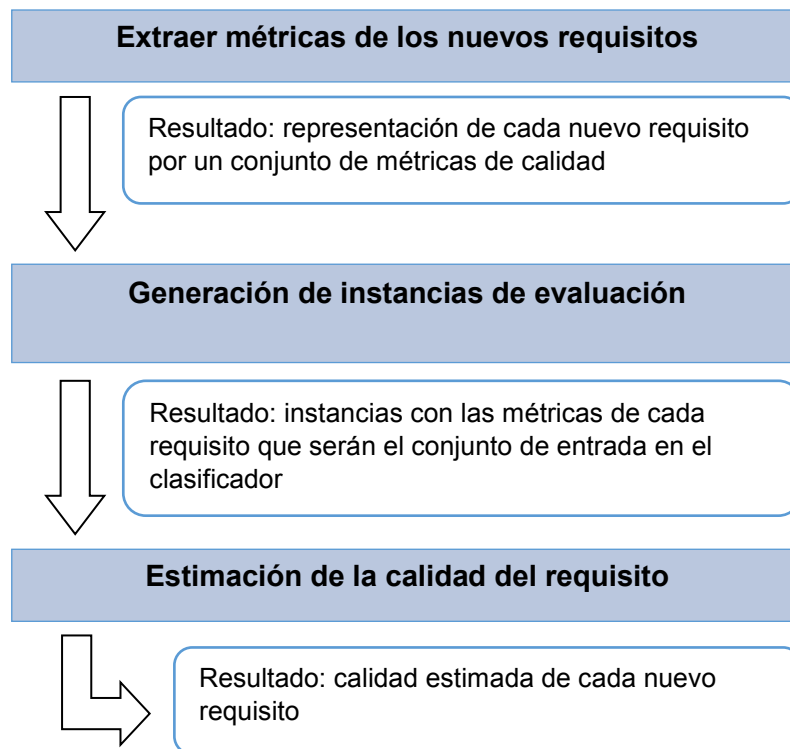 Extraer métricas de los nuevos requisitos
Resultado: representación de cada nuevo requisito
por un conjunto de métricas de calidad
Generación de instancias de evaluación
Resultado: instancias con las métricas de cada
requisito que serán el conjunto de entrada en el
clasificador
Estimación de la calidad del requisito
Resultado: calidad estimada de cada nuevo
requisito